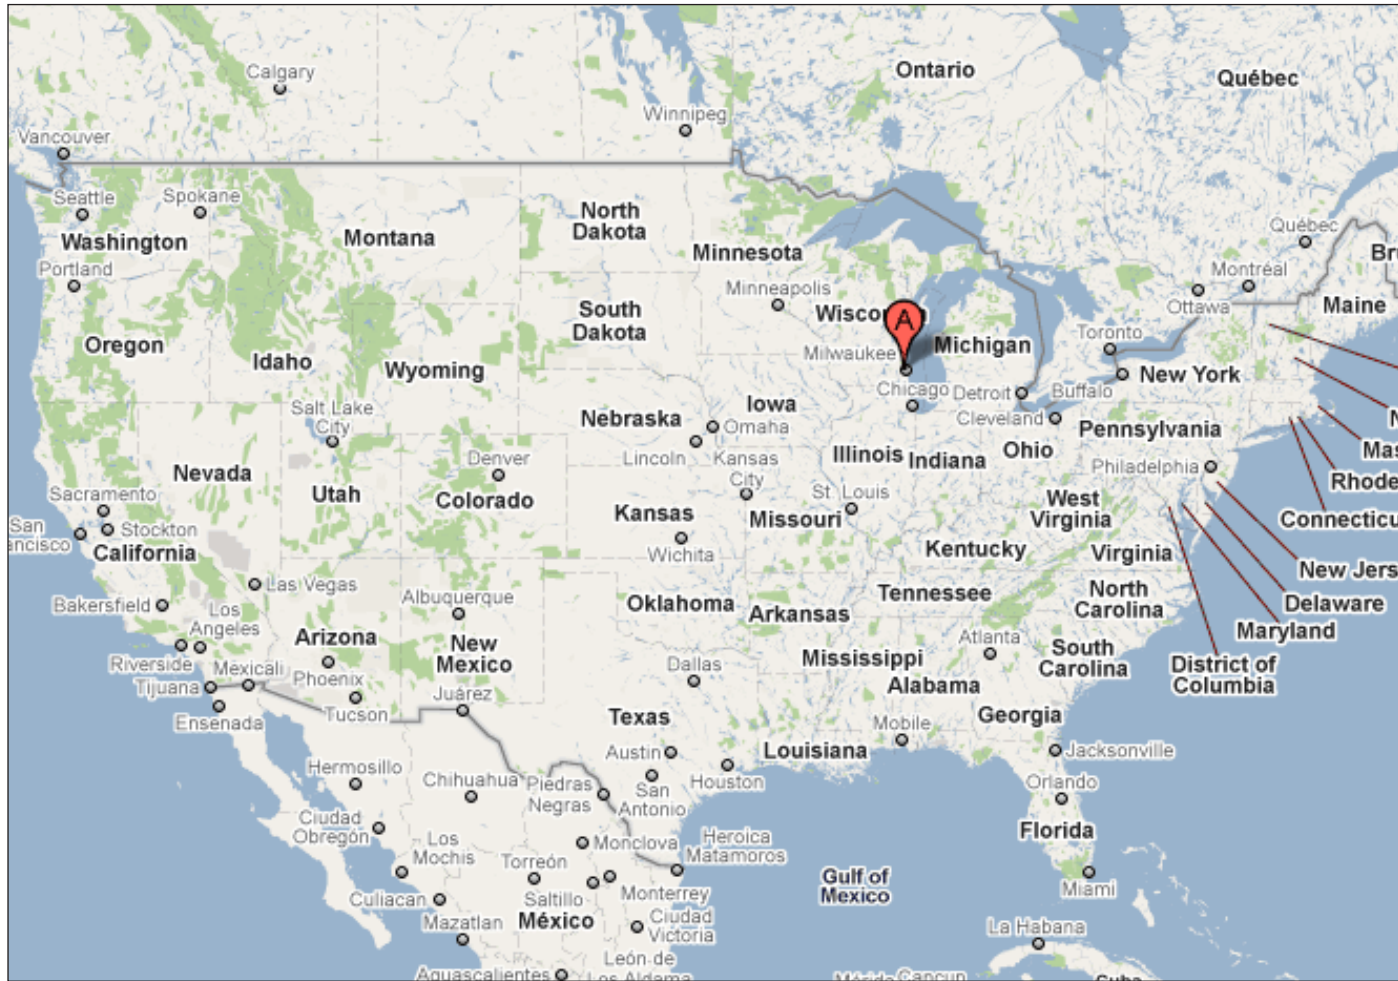 Ontario
Québec
Calgary
Winnipeg
Vancouver
Seattle
Spokane
Washington
Montana
North
Dakota
Minnesota
Québec
Portland
Minneapolis
Montréal
Ottawa
Maine
South
Dakota
A
Toronto
Oregon
Idaho
Wyoming
Milwaukee
Michigan
Chicago
Detroit
Buffalo
New York
Salt Lake
City
Nebraska
Omaha
Iowa
Cleveland
Pennsylvania
Lincoln
Kansas
City
Illinois
Indiana
Ohio
Philadelphia
Nevada
Utah
Denver
Colorado
Rhode
Sacramento
Stockton
San
California
Kansas
Wichita
Missouri
St. Louis
West
Virginia
Kentucky
Virginia
Las Vegas
Bakersfield
Los
Angeles
Albuquerque
Oklahoma
Arkansas
Tennessee
North
Carolina
Delaware
Maryland
Riverside
Arizona
New
Mexico
Atlanta
South
Carolina
District of
Columbia
Tijuana
Mexicali
Phoenix
Tucson
Juárez
Dallas
Mississippi
Alabama
Ensenada
Texas
Georgia
Mobile
Louisiana
Austin
Houston
Jacksonville
Hermosillo
Chihuahua
Piedras
Negras
San
Antonio
Orlando
Ciudad
Obregón
Los
Mochis
Torreón
Monclova
Heroica
Matamoros
Florida
Culiacan
Saltillo
Monterrey
Gulf of
Mexico
Miami
Mazatlan
México
Ciudad
Victoria
La Habana
León de
Aguascalientes